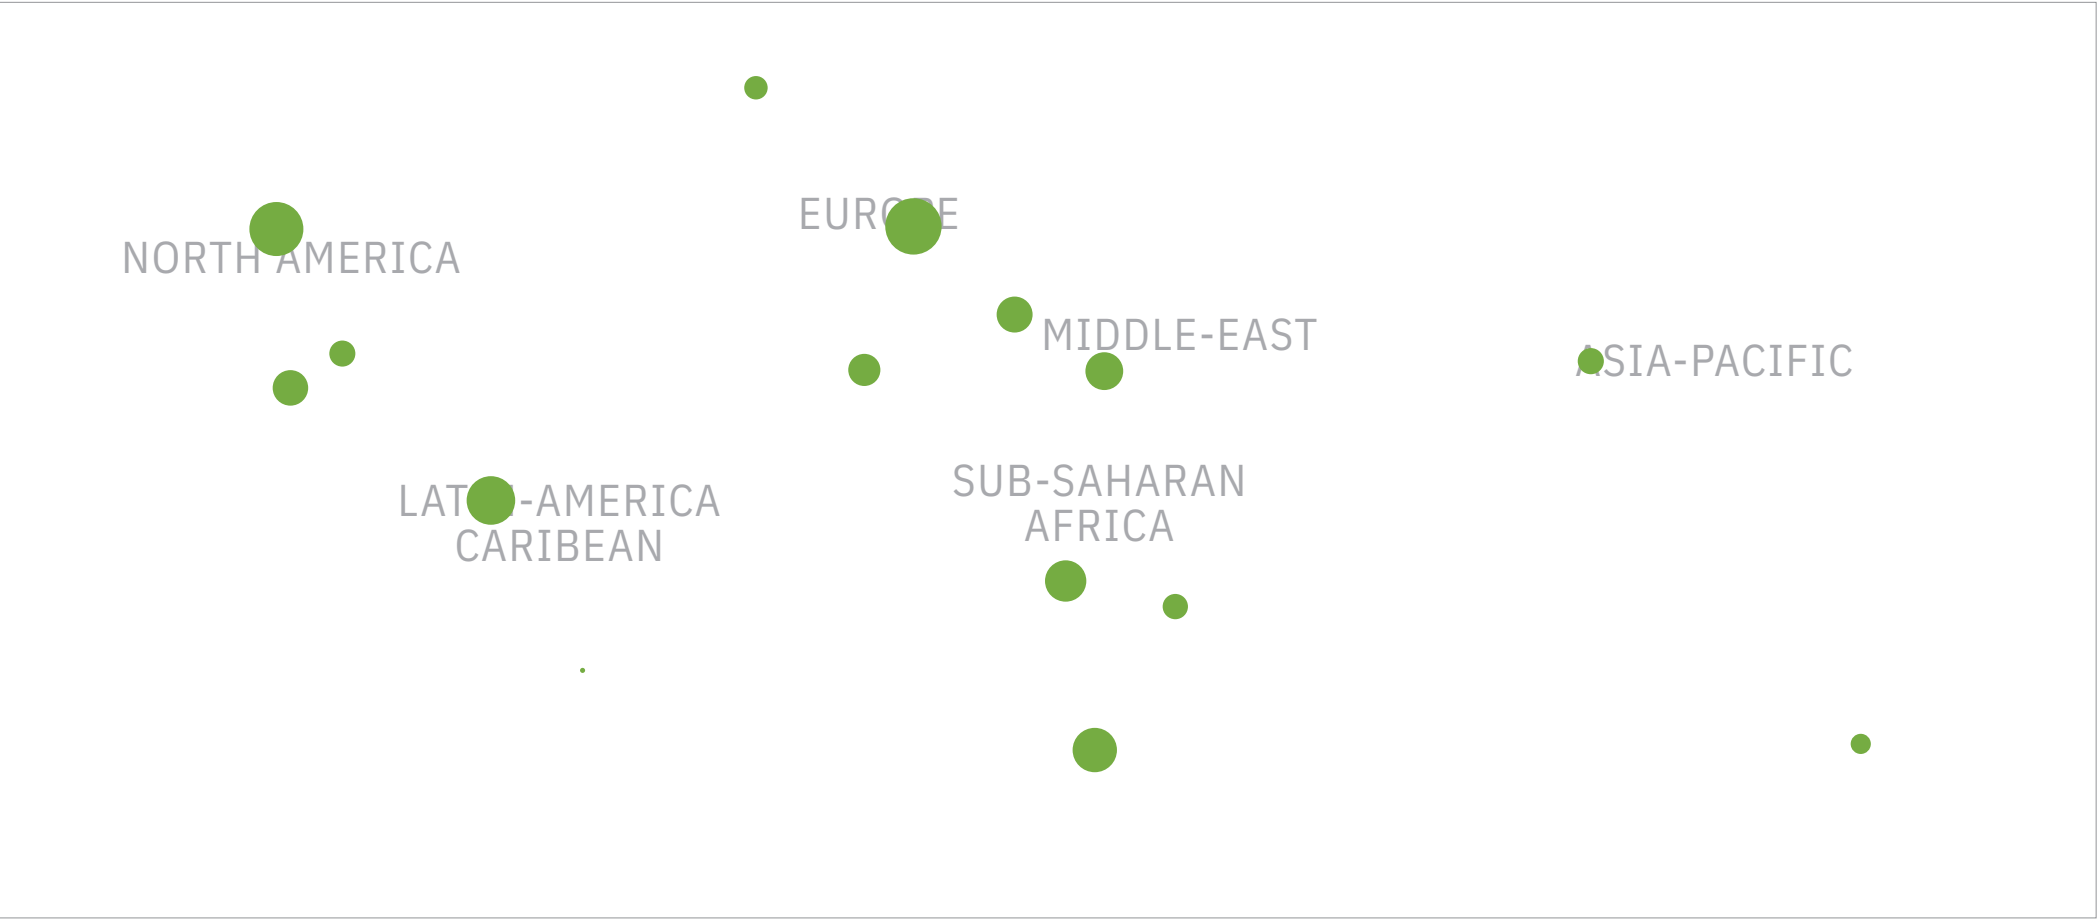 EUROPE
NORTH AMERICA
MIDDLE-EAST
ASIA-PACIFIC
SUB-SAHARAN
AFRICA
LATIN-AMERICA
CARIBEAN